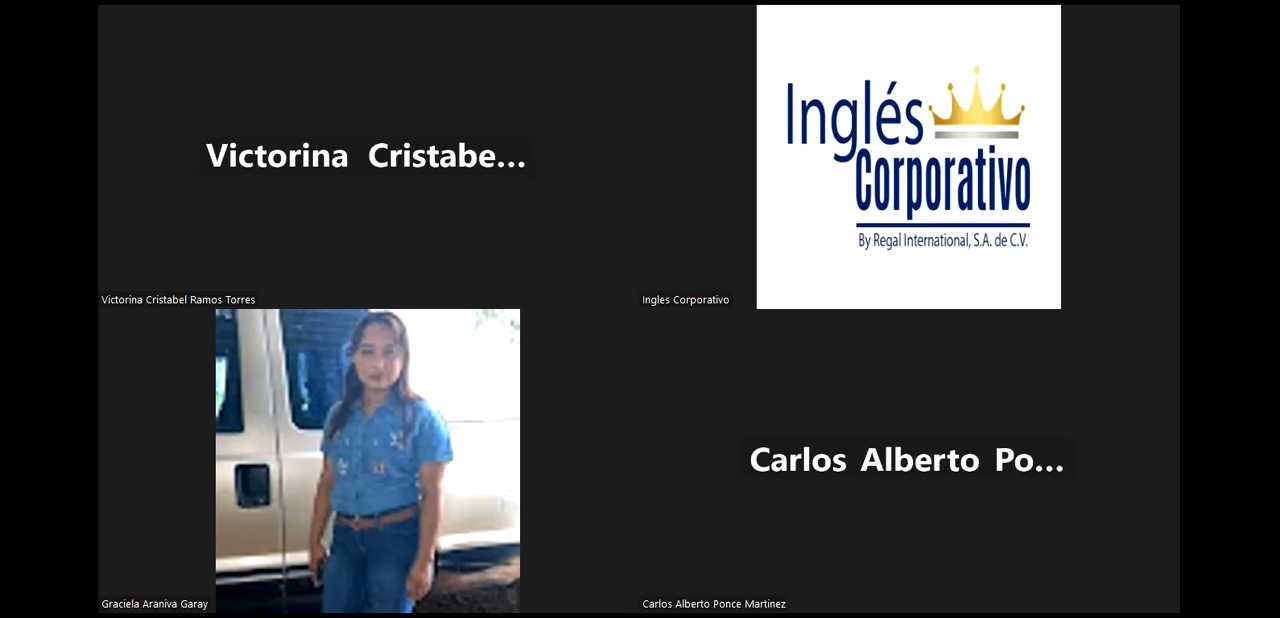 Victorina Cristabe...
Inglés
Corporativo
By Regal International, S.A. de C.V.
Victorina Cristabel Ramos Torres
Ingles Corporativo
Carlos Alberto Po...
Graciela Araniva Garay
Carlos Alberto Ponce Martinez